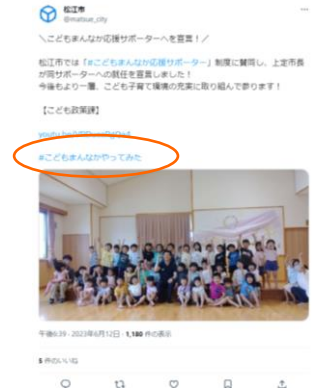 松江市
@matsue_city
＼こどもまんなか応援サポーターへを宣言！／
松江市では「#こどもまんなか応援サポーター」制度に賛同し、上定市長
が同サポーターへの就任を宣言しました！
今後もより一層、こども子育て環境の充実に取り組んで参ります！
【こども政策課】
#こどもまんなかやってみた
午後6:39 · 2023年6月12日 · 1,180 件の表示
5 件のいいね